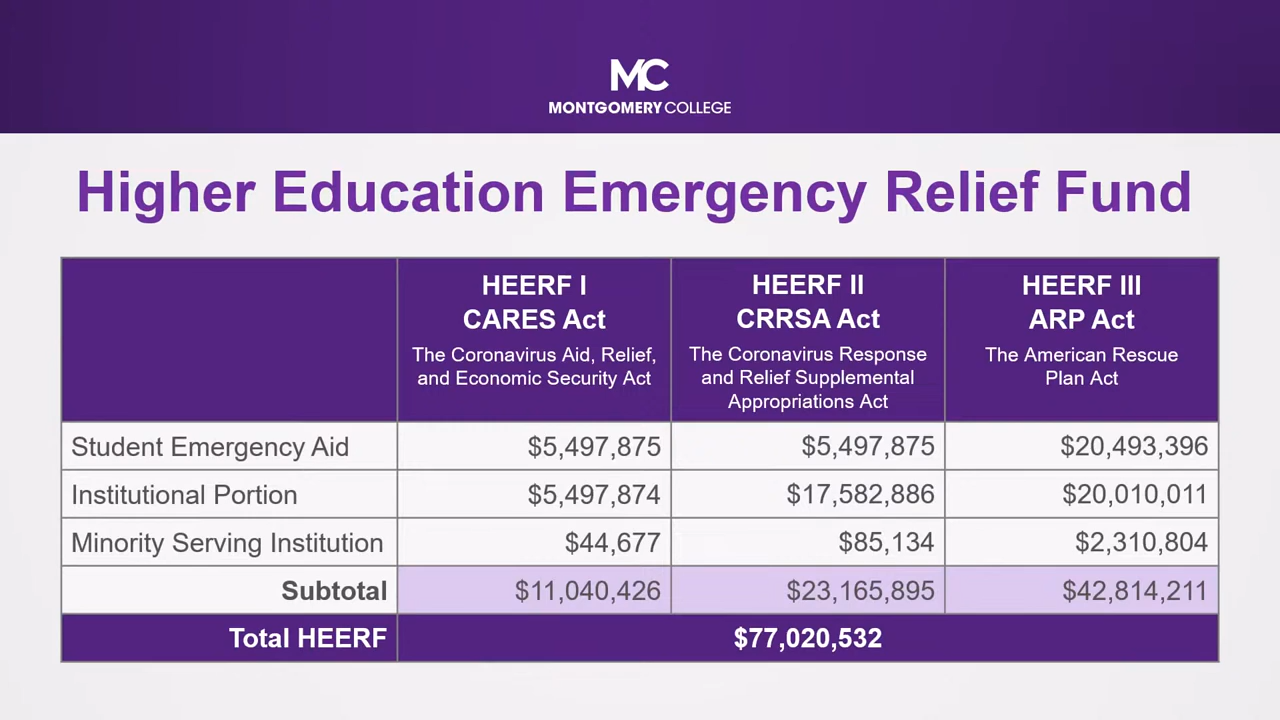 MC
MONTGOMERY COLLEGE
Higher Education Emergency Relief Fund
HEERF I
CARES Act
The Coronavirus Aid, Relief,
and Economic Security Act
HEERF II
CRRSA Act
The Coronavirus Response
and Relief Supplemental
Appropriations Act
HEERF III
ARP Act
The American Rescue
Plan Act
Student Emergency Aid $5,497,875 $5,497,875 $20,493,396
Institutional Portion $5,497,874 $17,582,886 $20,010,011
Minority Serving Institution $44,677 $85,134 $2,310,804
Subtotal $11,040,426 $23,165,895 $42,814,211
Total HEERF $77,020,532